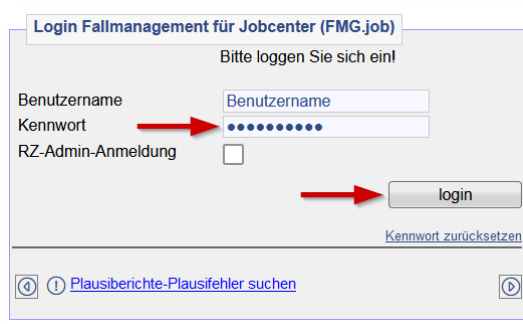 Login Fallmanagement für Jobcenter (FMG.job)
Bitte loggen Sie sich ein!
Benutzername Benutzername
Kennwort ●●●●●●●●●●
RZ-Admin-Anmeldung
login
Kennwort zurücksetzen
Plausiberichte-Plausifehler suchen